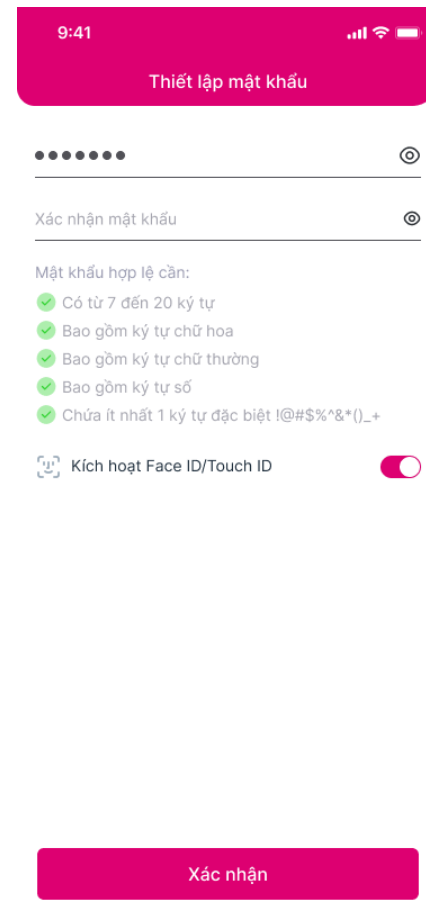 9:41
Thiết lập mật khẩu
●●●●●●●
Xác nhận mật khẩu
Mật khẩu hợp lệ cần:
Có từ 7 đến 20 ký tự
Bao gồm ký tự chữ hoa
Bao gồm ký tự chữ thường
Bao gồm ký tự số
Chứa ít nhất 1 ký tự đặc biệt !@#$%^&*()_+
Kích hoạt Face ID/Touch ID
Xác nhận